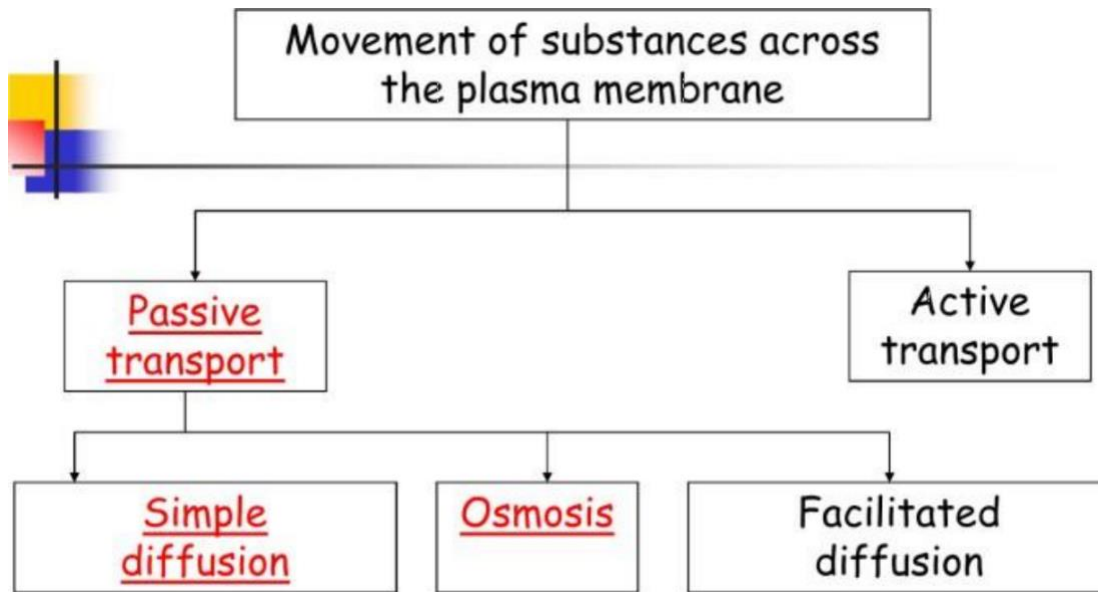 Movement of substances across
the plasma membrane
Passive
transport
Active
transport
Simple
diffusion
Osmosis
Facilitated
diffusion